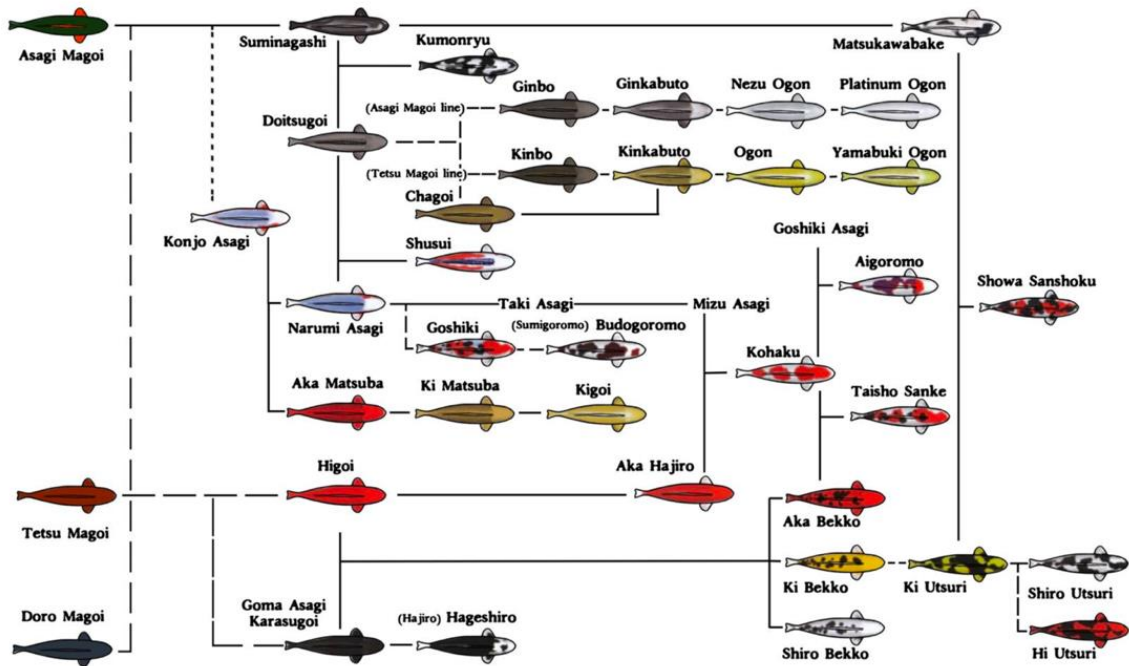 Asagi Magoi
Suminagashi
Matsukawabake
Kumonryu
Ginbo
Ginkabuto
Nezu Ogon
Platinum Ogon
(Asagi Magoi line)
Doitsugoi
Kinbo
Kinkabuto
Ogon
Yamabuki Ogon
(Tetsu Magoi line)
Chagoi
Konjo Asagi
Shusui
Goshiki Asagi
Aigoromo
Showa Sanshoku
Narumi Asagi
Taki Asagi
Mizu Asagi
Goshiki
(Sumigoromo) Budogoromo
Kohaku
Aka Matsuba
Ki Matsuba
Kigoi
Taisho Sanke
Higoi
Aka Hajiro
Tetsu Magoi
Aka Bekko
Ki Bekko
Ki Utsuri
Shiro Utsuri
Goma Asagi
Karasugoi
(Hajiro) Hageshiro
Doro Magoi
Shiro Bekko
Hi Utsuri